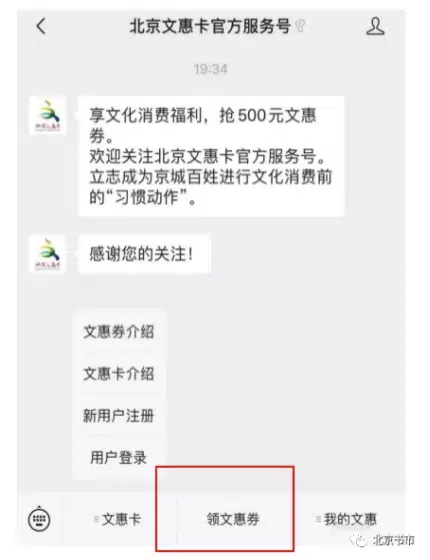 北京文惠卡官方服务号
19:34
享文化消费福利，抢500元文惠
券。
欢迎关注北京文惠卡官方服务号。
立志成为京城百姓进行文化消费前
的“习惯动作”。
感谢您的关注！
文惠券介绍
文惠卡介绍
新用户注册
用户登录
文惠卡 领文惠券 我的文惠
北京书市